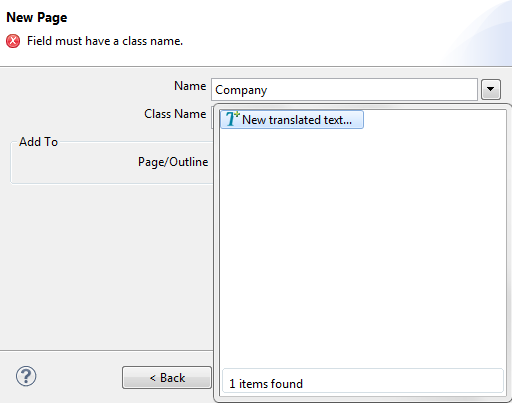 New Page
Field must have a class name.
Name Company
Class Name
New translated text...
Add To
Page/Outline
1 items found
? < Back